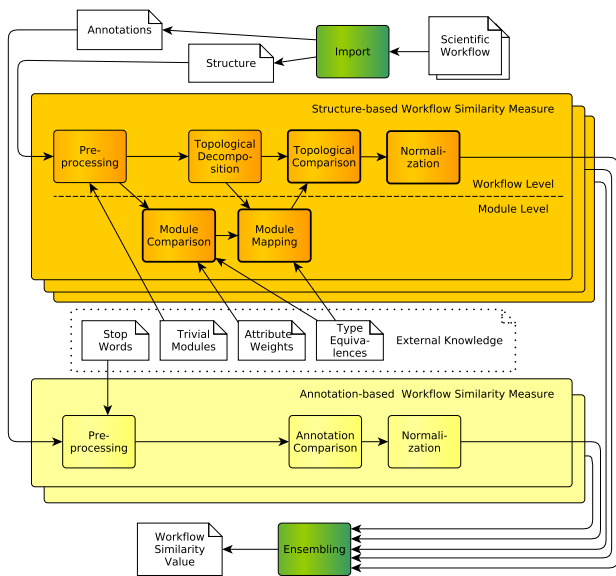 Annotations
Import
Scientific
Workflow
Structure
Structure-based Workflow Similarity Measure
Pre-
processing
Topological
Decompo-
sition
Topological
Comparison
Normali-
zation
Workflow Level
Module Level
Module
Comparison
Module
Mapping
Stop
Words
Trivial
Modules
Attribute
Weights
Type
Equiva-
lences
External Knowledge
Annotation-based Workflow Similarity Measure
Pre-
processing
Annotation
Comparison
Normali-
zation
Workflow
Similarity
Value
Ensembling